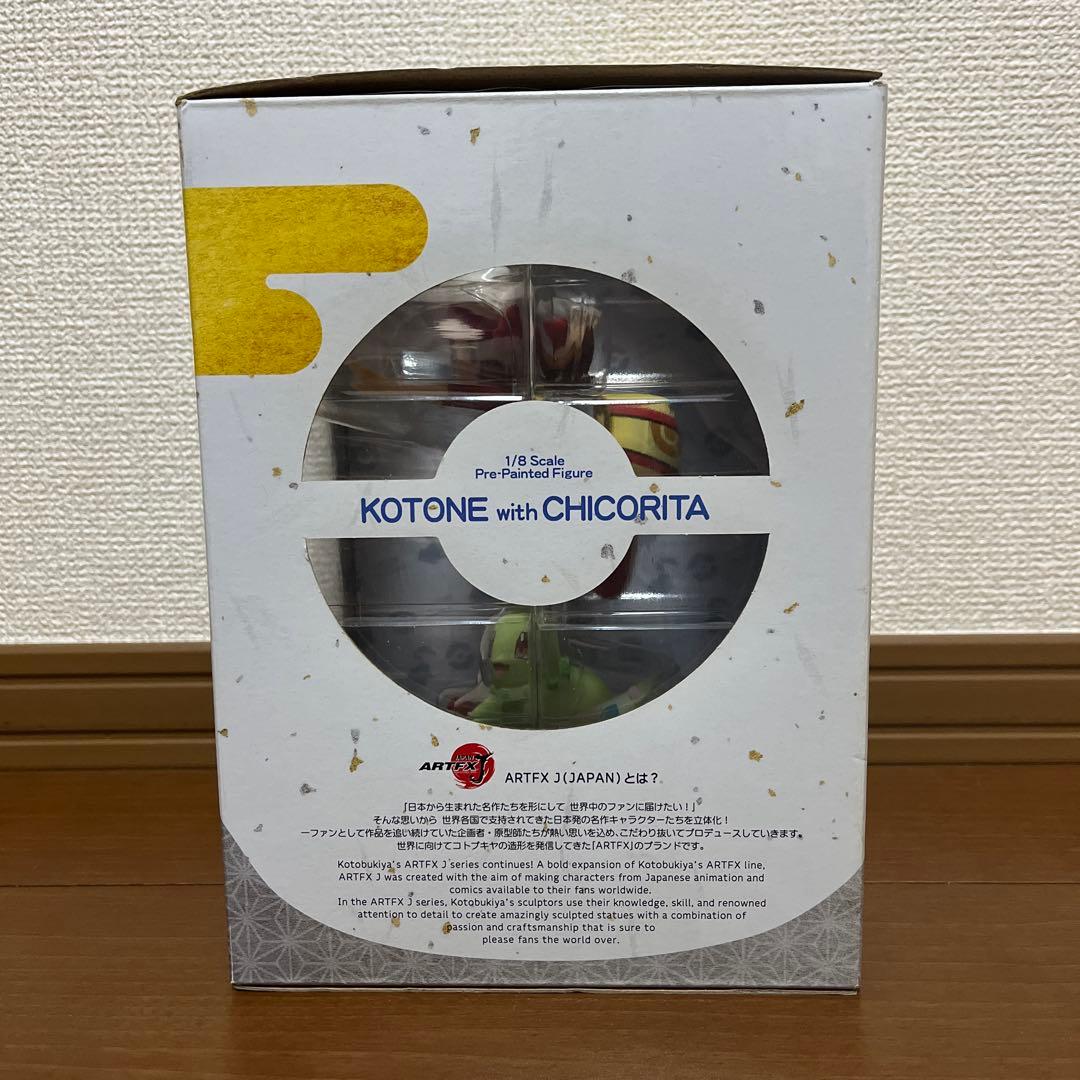 1/8 Scale
Pre-Painted Figure
KOTONE with CHICORITA
JAPAN
ARTFX J
ARTFX J(JAPAN)とは?
「日本から生まれた名作たちを形にして 世界中のファンに届けたい!」
そんな思いから 世界各国で支持されてきた日本発の名作キャラクターたちを立体化!
一ファンとして作品を追い続けていた企画者・原型師たちが熱い思いを込め、こだわり抜いてプロデュースしていきます。
世界に向けてコトブキヤの造形を発信してきた「ARTFX」のブランドです。
Kotobukiya's ARTFX J series continues! A bold expansion of Kotobukiya's ARTFX line,
ARTFX J was created with the aim of making characters from Japanese animation and
comics available to their fans worldwide.
In the ARTFX J series, Kotobukiya's sculptors use their knowledge, skill, and renowned
attention to detail to create amazingly sculpted statues with a combination of
passion and craftsmanship that is sure to
please fans the world over.